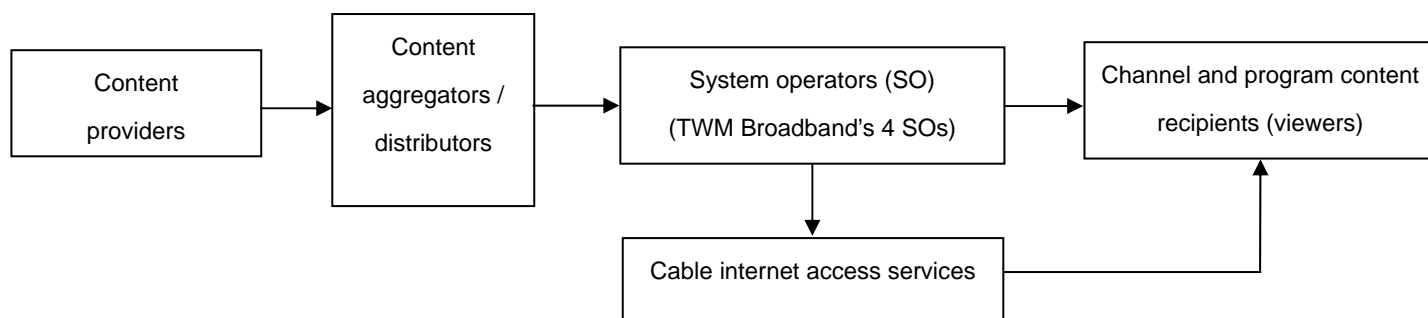 Content
providers
Content
aggregators /
distributors
System operators (SO)
(TWM Broadband's 4 SOs)
Channel and program content
recipients (viewers)
Cable internet access services